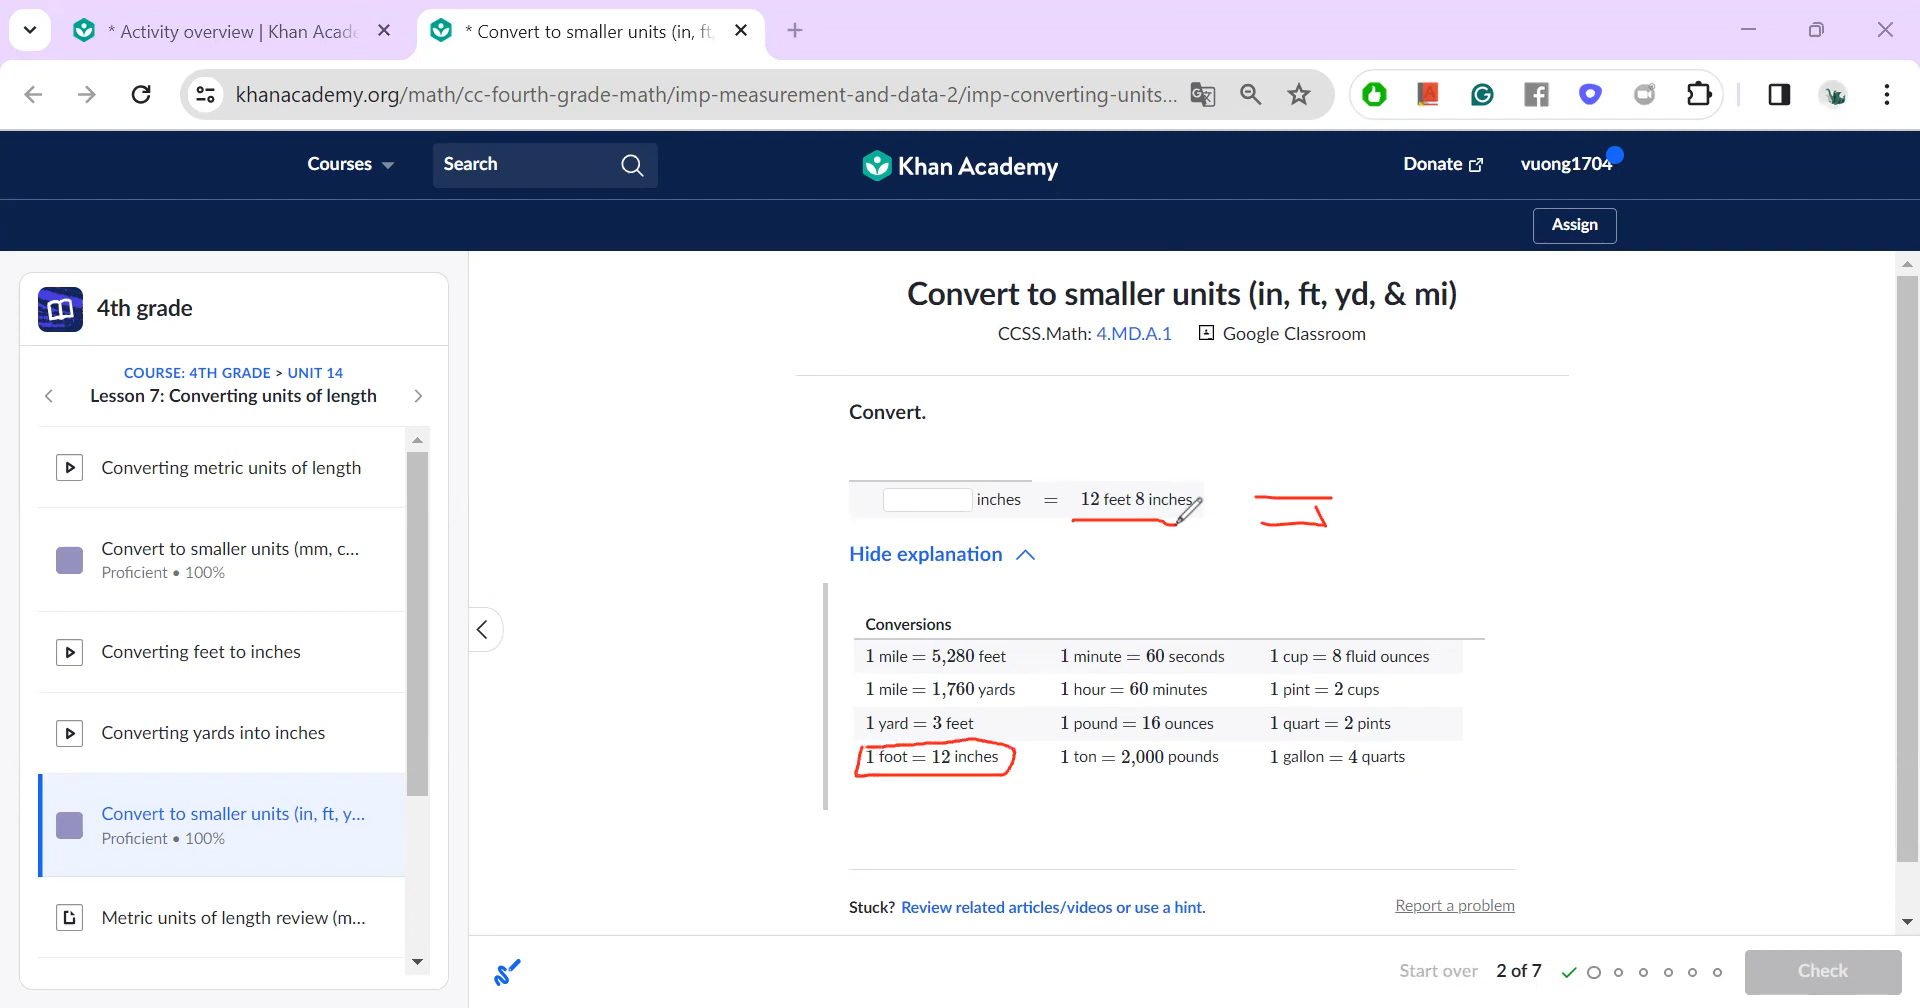 * Activity overview | Khan Acade
* Convert to smaller units (in, ft,
khanacademy.org/math/cc-fourth-grade-math/imp-measurement-and-data-2/imp-converting-units...
Courses
Search
Khan Academy
Donate
vuong1704
Assign
4th grade
COURSE: 4TH GRADE > UNIT 14
Lesson 7: Converting units of length
Converting metric units of length
Convert to smaller units (mm, c...
Proficient • 100%
Converting feet to inches
Converting yards into inches
Convert to smaller units (in, ft, y...
Proficient • 100%
Metric units of length review (m...
Convert to smaller units (in, ft, yd, & mi)
CCSS.Math: 4.MD.A.1 Google Classroom
Convert.
inches = 12 feet 8 inches
Hide explanation
Conversions
1 mile = 5,280 feet 1 minute = 60 seconds 1 cup = 8 fluid ounces
1 mile = 1,760 yards 1 hour = 60 minutes 1 pint = 2 cups
1 yard = 3 feet 1 pound = 16 ounces 1 quart = 2 pints
1 foot = 12 inches 1 ton = 2,000 pounds 1 gallon = 4 quarts
Stuck? Review related articles/videos or use a hint.
Report a problem
Start over 2 of 7
Check